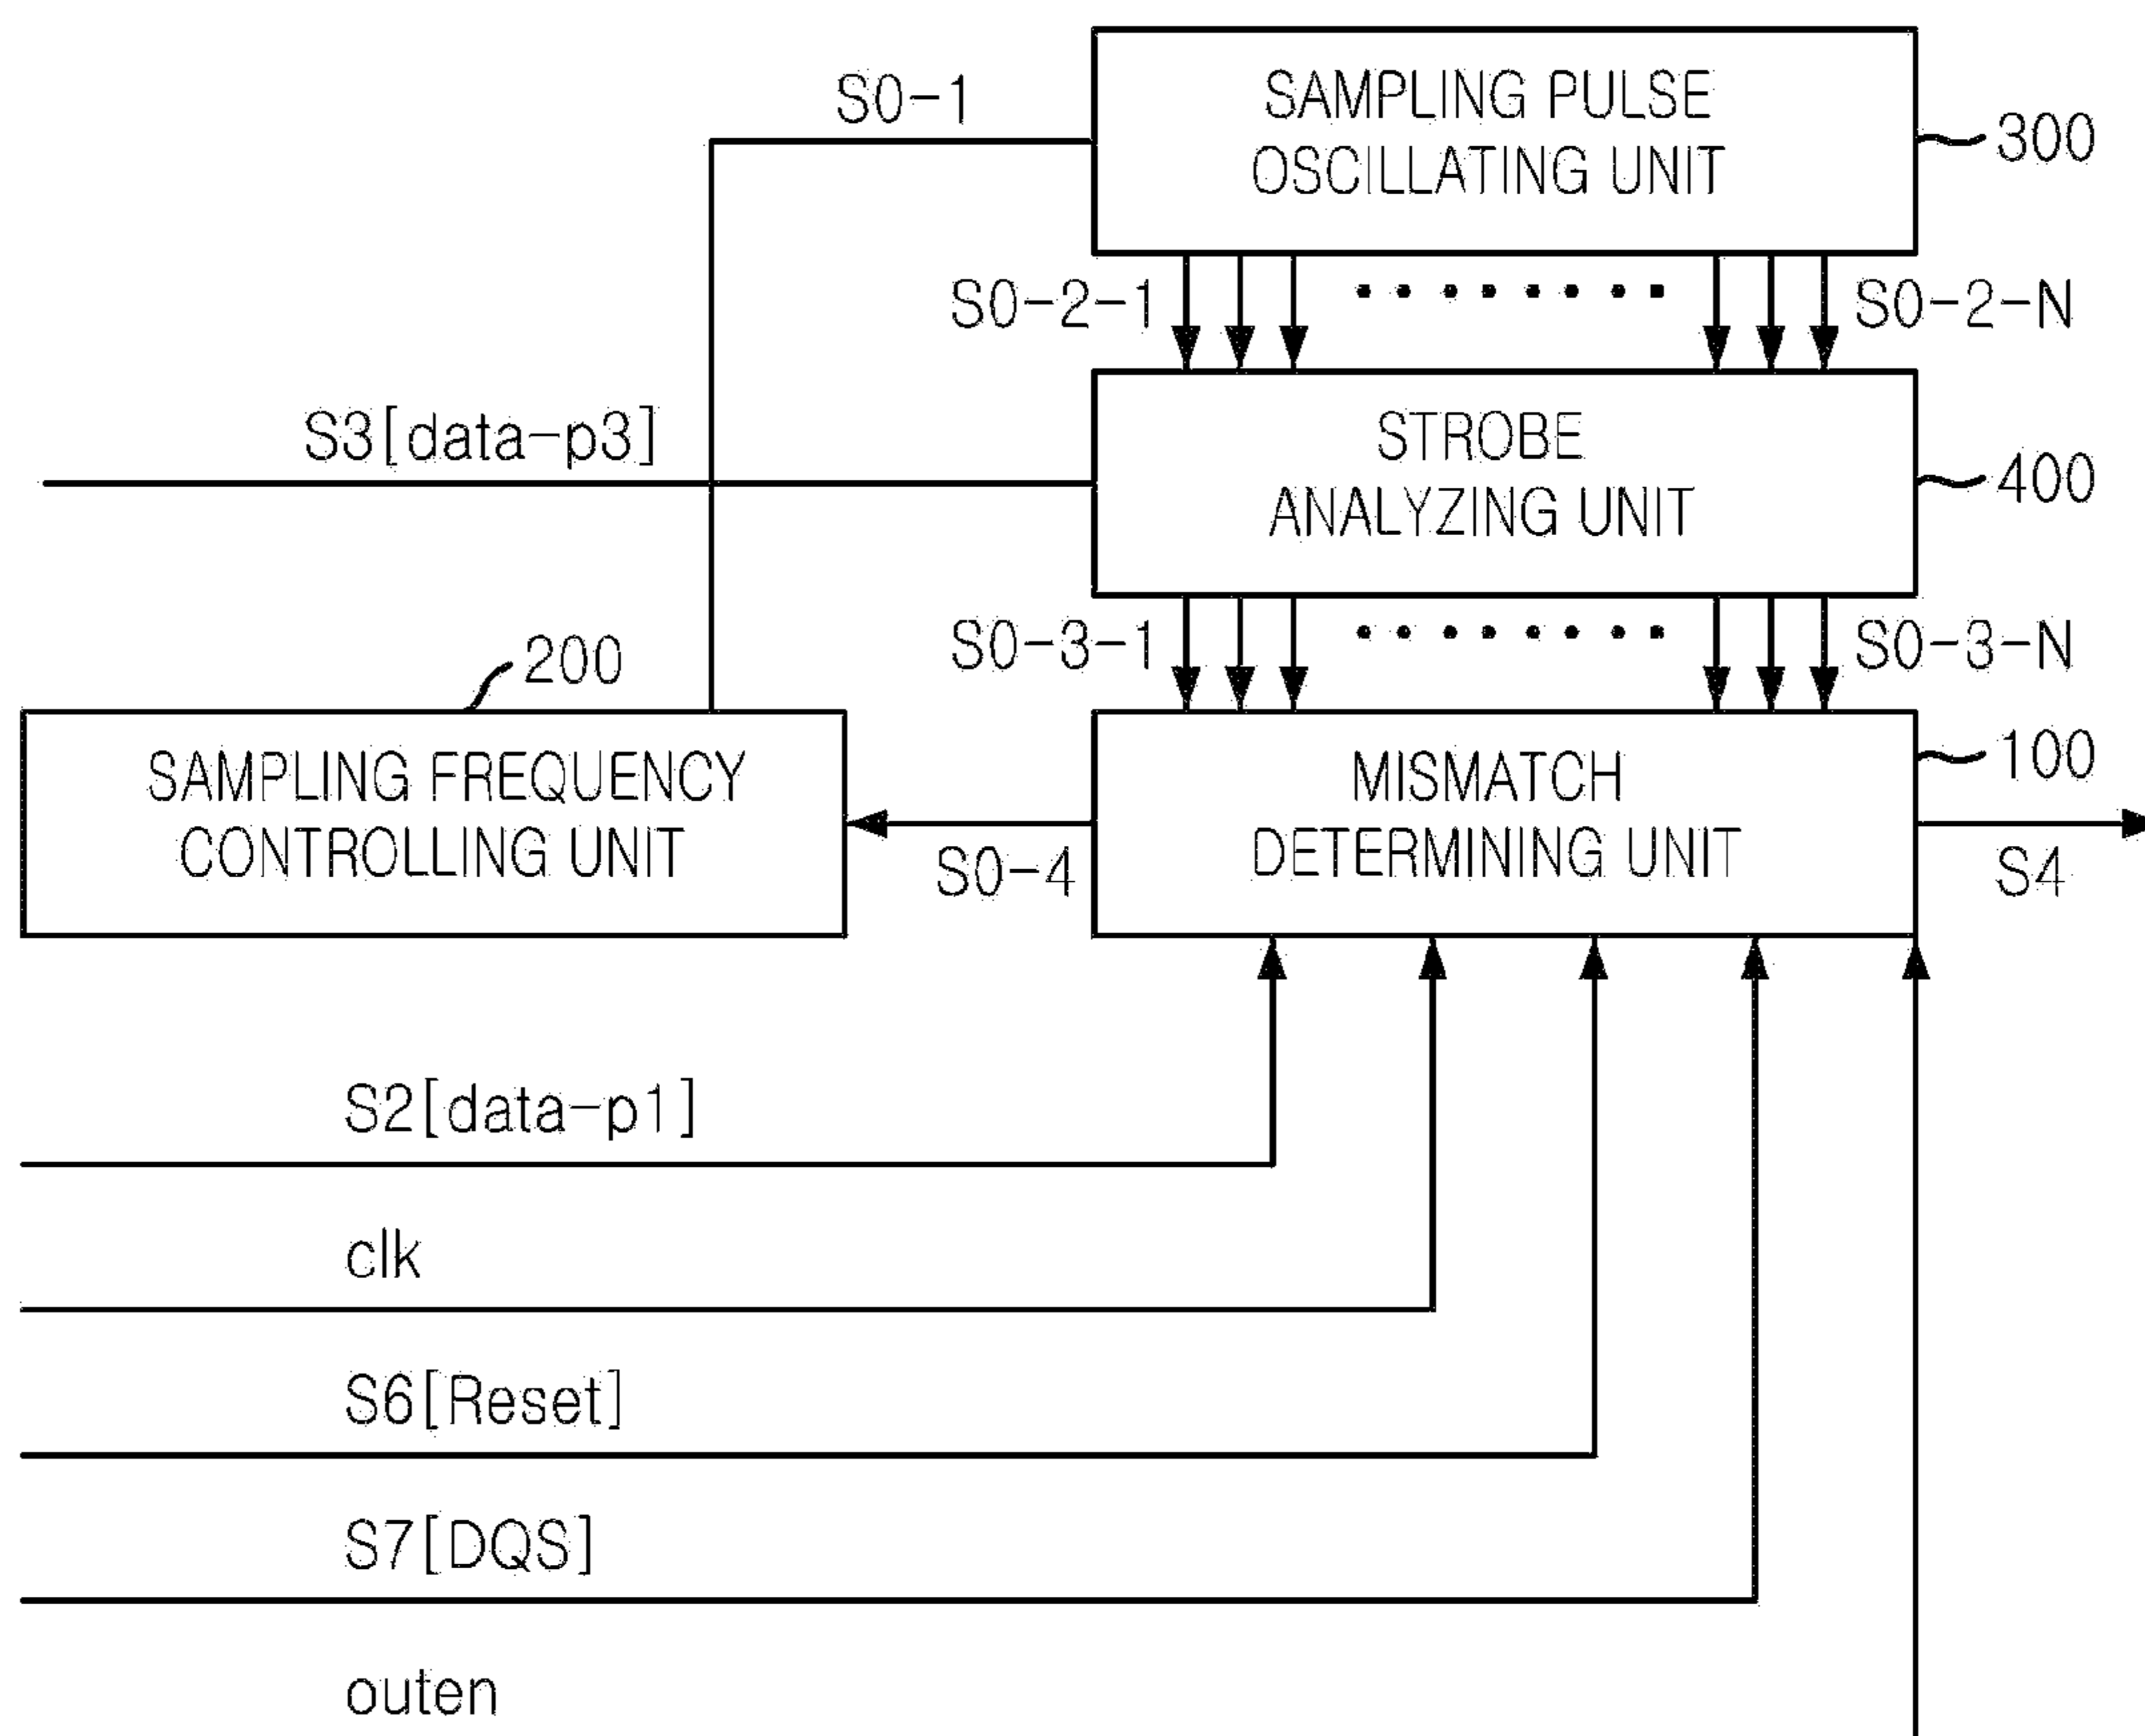 S0-1
SAMPLING PULSE
OSCILLATING UNIT
300
S0-2-1
S0-2-N
S3[data-p3]
STROBE
ANALYZING UNIT
400
S0-3-1
S0-3-N
200
SAMPLING FREQUENCY
CONTROLLING UNIT
S0-4
MISMATCH
DETERMINING UNIT
100
S4
S2[data-p1]
clk
S6[Reset]
S7[DQS]
outen